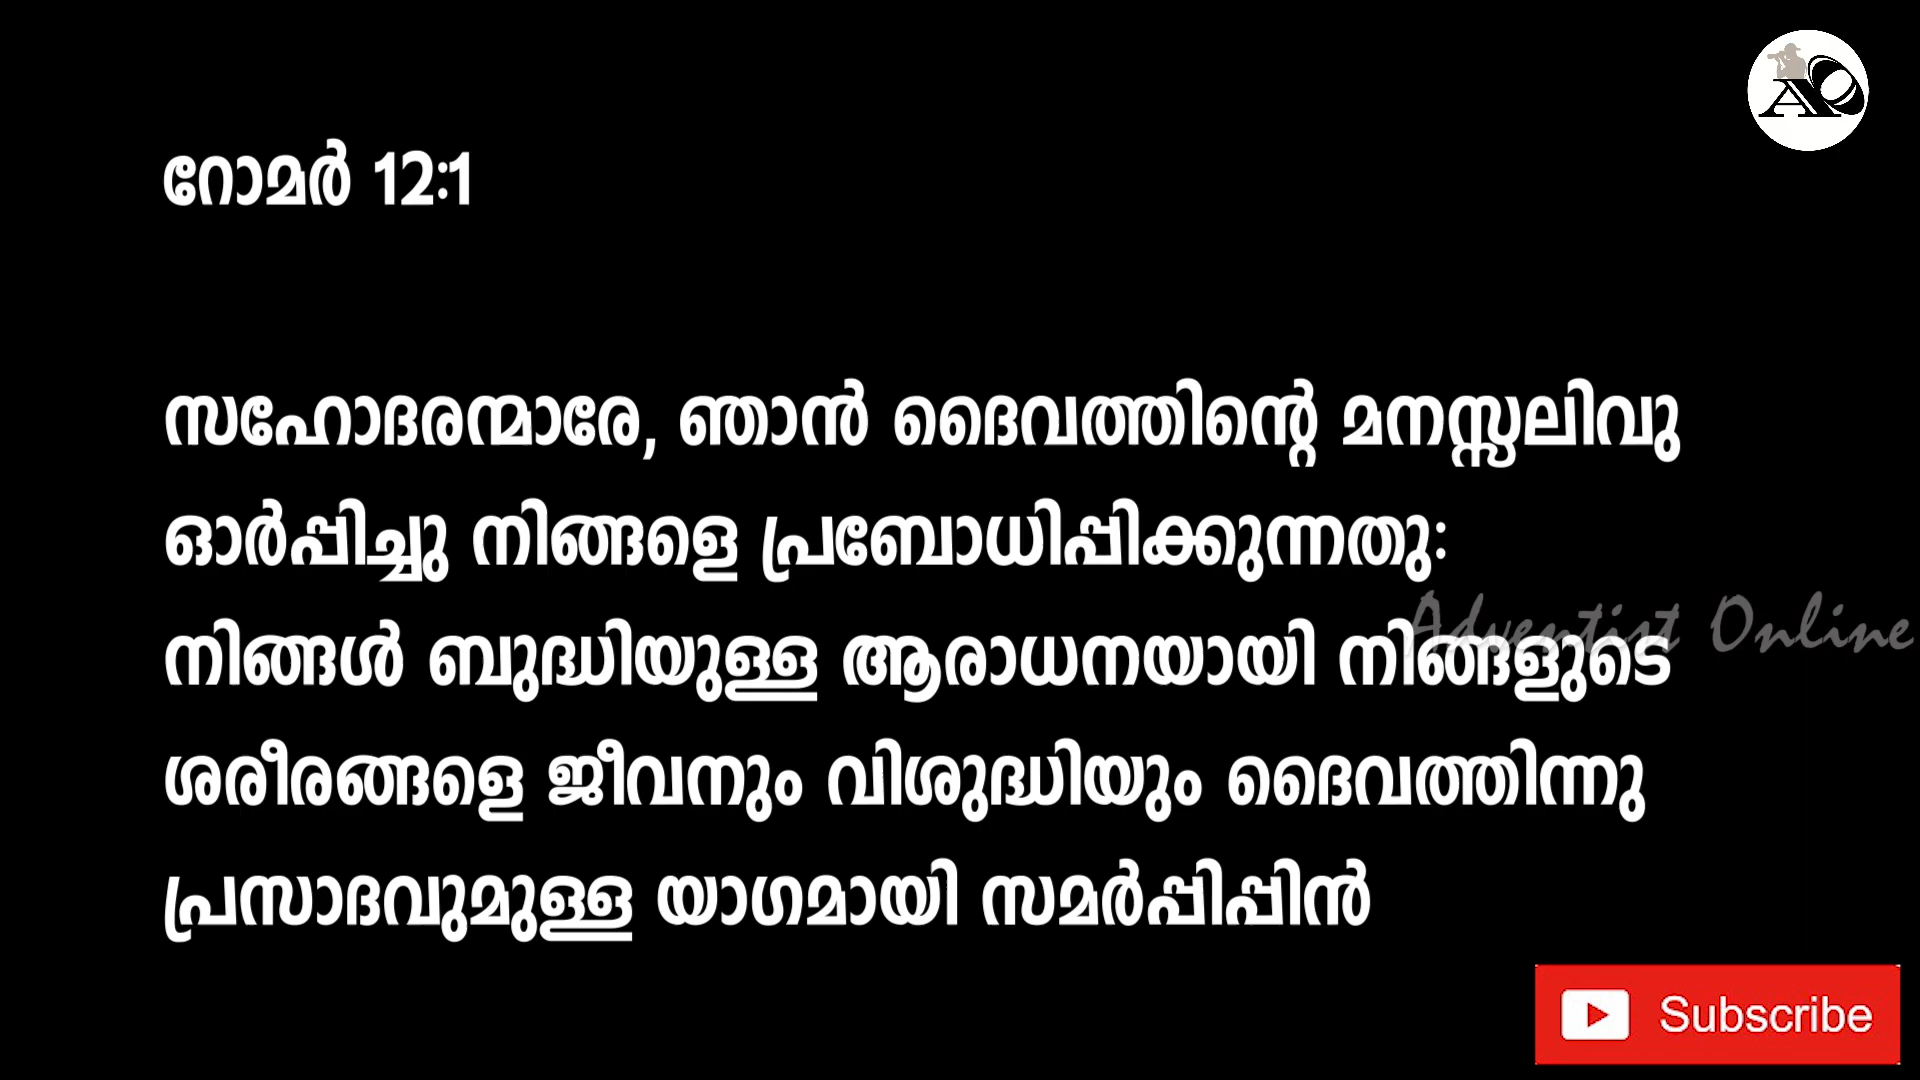 AO
റോമർ 12:1
സഹോദരന്മാരേ, ഞാൻ ദൈവത്തിന്റെ മനസ്സലിവു
ഓർപ്പിച്ചു നിങ്ങളെ പ്രബോധിപ്പിക്കുന്നതു:
നിങ്ങൾ ബുദ്ധിയുള്ള ആരാധനയായി നിങ്ങളുടെ
Adventist Online
ശരീരങ്ങളെ ജീവനും വിശുദ്ധിയും ദൈവത്തിന്നു
പ്രസാദവുമുള്ള യാഗമായി സമർപ്പിപ്പിൻ
Subscribe